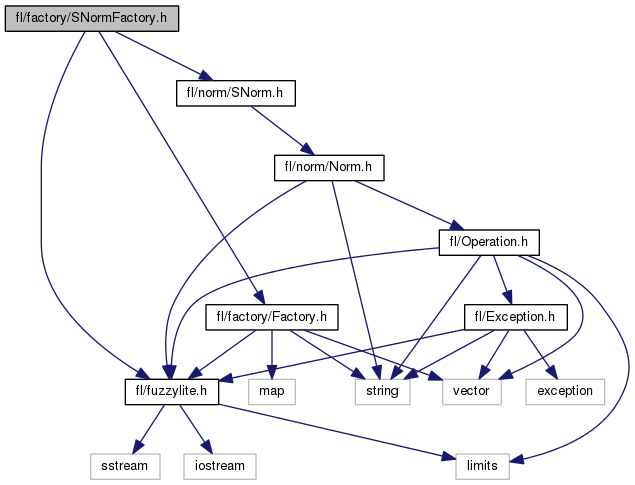 fl/factory/SNormFactory.h
fl/norm/SNorm.h
fl/norm/Norm.h
fl/Operation.h
fl/factory/Factory.h
fl/Exception.h
fl/fuzzylite.h
map
string
vector
exception
sstream
iostream
limits